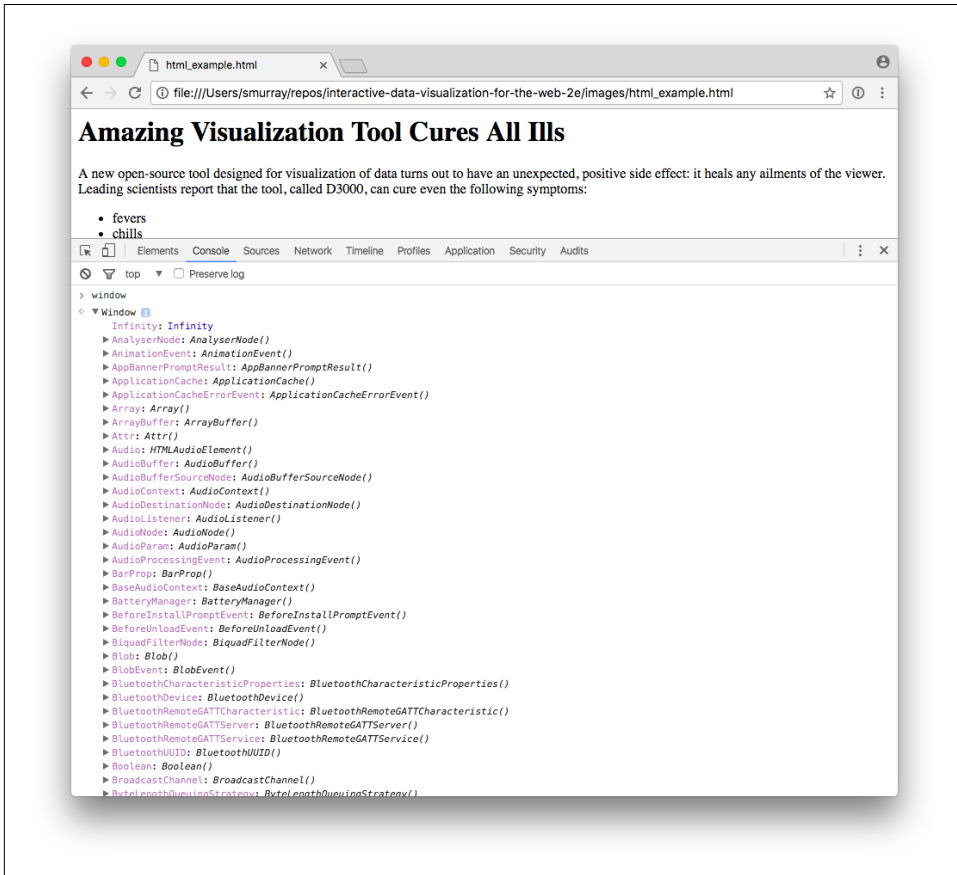 html_example.html
file:///Users/smurray/repos/interactive-data-visualization-for-the-web-2e/images/html_example.html
Amazing Visualization Tool Cures All Ills
A new open-source tool designed for visualization of data turns out to have an unexpected, positive side effect: it heals any ailments of the viewer.
Leading scientists report that the tool, called D3000, can cure even the following symptoms:
• fevers
• chills
Elements Console Sources Network Timeline Profiles Application Security Audits
top Preserve log
> window
Window
Infinity: Infinity
AnalyserNode: AnalyserNode()
AnimationEvent: AnimationEvent()
AppBannerPromptResult: AppBannerPromptResult()
ApplicationCache: ApplicationCache()
ApplicationCacheErrorEvent: ApplicationCacheErrorEvent()
Array: Array()
ArrayBuffer: ArrayBuffer()
Attr: Attr()
Audio: HTMLAudioElement()
AudioBuffer: AudioBuffer()
AudioBufferSourceNode: AudioBufferSourceNode()
AudioContext: AudioContext()
AudioDestinationNode: AudioDestinationNode()
AudioListener: AudioListener()
AudioNode: AudioNode()
AudioParam: AudioParam()
AudioProcessingEvent: AudioProcessingEvent()
BarProp: BarProp()
BaseAudioContext: BaseAudioContext()
BatteryManager: BatteryManager()
BeforeInstallPromptEvent: BeforeInstallPromptEvent()
BeforeUnloadEvent: BeforeUnloadEvent()
BiquadFilterNode: BiquadFilterNode()
Blob: Blob()
BlobEvent: BlobEvent()
BluetoothCharacteristicProperties: BluetoothCharacteristicProperties()
BluetoothDevice: BluetoothDevice()
BluetoothRemoteGATTCharacteristic: BluetoothRemoteGATTCharacteristic()
BluetoothRemoteGATTServer: BluetoothRemoteGATTServer()
BluetoothRemoteGATTService: BluetoothRemoteGATTService()
BluetoothUUID: BluetoothUUID()
Boolean: Boolean()
BroadcastChannel: BroadcastChannel()
ByteLengthQueuingStrategy: ByteLengthQueuingStrategy()